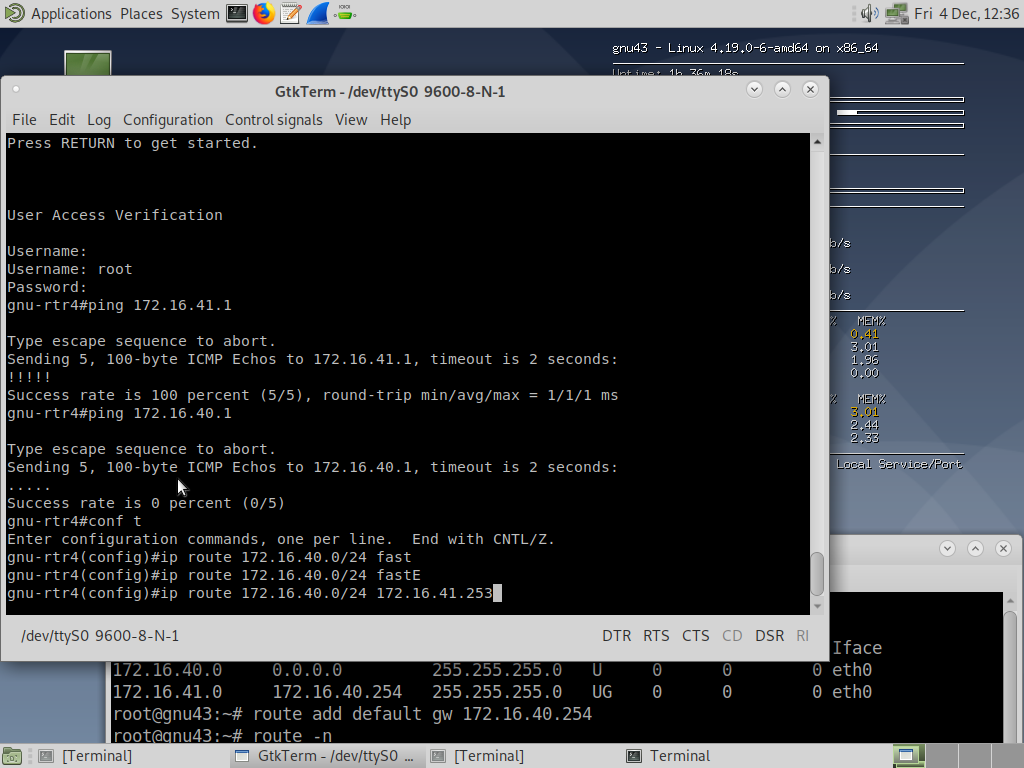 Applications Places System Fri 4 Dec, 12:36
gnu43 - Linux 4.19.0-6-amd64 on x86_64
Uptime: 1h 36m 18s
GtkTerm - /dev/ttyS0 9600-8-N-1
File Edit Log Configuration Control signals View Help
Press RETURN to get started.
User Access Verification
Username:
Username: root
Password:
gnu-rtr4#ping 172.16.41.1
Type escape sequence to abort.
Sending 5, 100-byte ICMP Echos to 172.16.41.1, timeout is 2 seconds:
!!!!!
Success rate is 100 percent (5/5), round-trip min/avg/max = 1/1/1 ms
gnu-rtr4#ping 172.16.40.1
Type escape sequence to abort.
Sending 5, 100-byte ICMP Echos to 172.16.40.1, timeout is 2 seconds:
.....
Success rate is 0 percent (0/5)
gnu-rtr4#conf t
Enter configuration commands, one per line.  End with CNTL/Z.
gnu-rtr4(config)#ip route 172.16.40.0/24 fast
gnu-rtr4(config)#ip route 172.16.40.0/24 fastE
gnu-rtr4(config)#ip route 172.16.40.0/24 172.16.41.253
/dev/ttyS0 9600-8-N-1 DTR RTS CTS CD DSR RI
b/s
b/s
b/s
% MEM%
0.41
3.01
1.96
0.00
% MEM%
3.01
2.44
2.33
Local Service/Port
Iface
172.16.40.0 0.0.0.0 255.255.255.0 U 0 0 0 eth0
172.16.41.0 172.16.40.254 255.255.255.0 UG 0 0 0 eth0
root@gnu43:~# route add default gw 172.16.40.254
root@gnu43:~# route -n
[Terminal] GtkTerm - /dev/ttyS0 ... [Terminal] Terminal